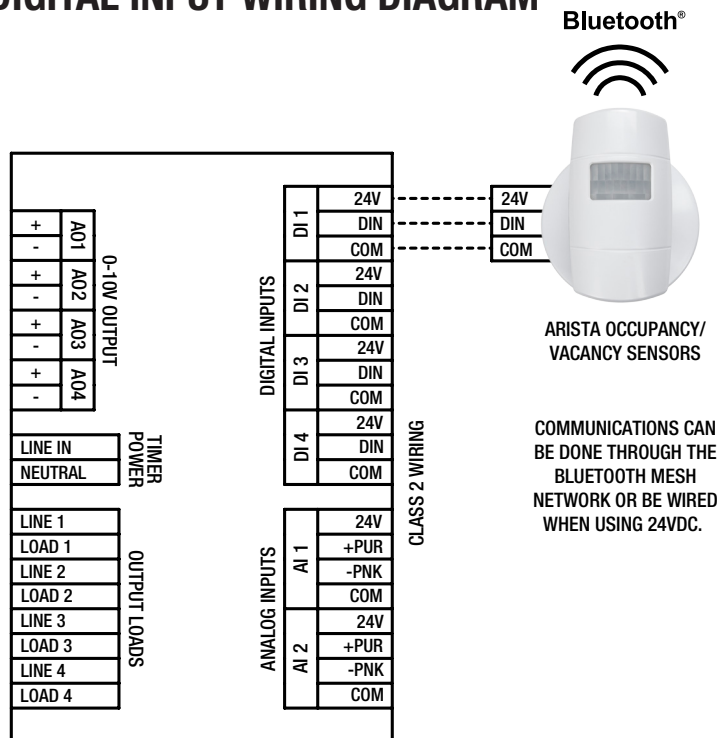 DIGITAL INPUT WIRING DIAGRAM
Bluetooth®
+
-
A01
+
-
A02
+
-
A03
+
-
A04
0-10V OUTPUT
LINE IN
NEUTRAL
TIMER
POWER
LINE 1
LOAD 1
LINE 2
LOAD 2
LINE 3
LOAD 3
LINE 4
LOAD 4
OUTPUT LOADS
DIGITAL INPUTS
DI 1
24V
DIN
COM
DI 2
24V
DIN
COM
DI 3
24V
DIN
COM
DI 4
24V
DIN
COM
ANALOG INPUTS
AI 1
24V
+PUR
-PNK
COM
AI 2
24V
+PUR
-PNK
COM
CLASS 2 WIRING
24V
DIN
COM
ARISTA OCCUPANCY/
VACANCY SENSORS
COMMUNICATIONS CAN
BE DONE THROUGH THE
BLUETOOTH MESH
NETWORK OR BE WIRED
WHEN USING 24VDC.